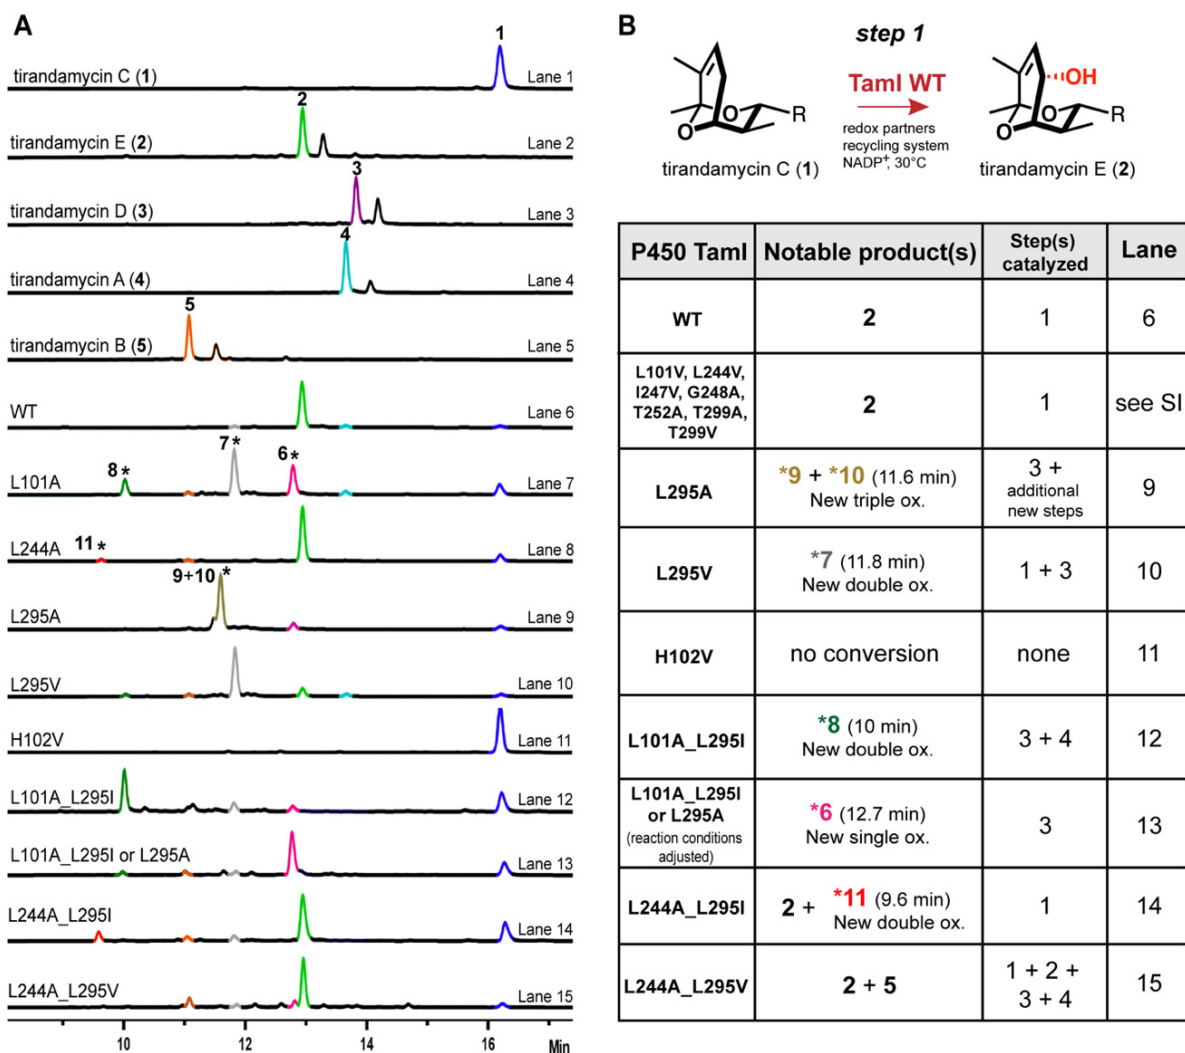 A
1
tirandamycin C (1)
Lane 1
2
tirandamycin E (2)
Lane 2
3
tirandamycin D (3)
Lane 3
4
tirandamycin A (4)
Lane 4
5
tirandamycin B (5)
Lane 5
WT
Lane 6
8 *
7 *
6 *
L101A
Lane 7
11 *
L244A
Lane 8
9+10 *
L295A
Lane 9
L295V
Lane 10
H102V
Lane 11
L101A_L295I
Lane 12
L101A_L295I or L295A
Lane 13
L244A_L295I
Lane 14
L244A_L295V
Lane 15
10
12
14
16
Min
B
step 1
TamI WT
redox partners
recycling system
NADP+, 30°C
O
O
R
tirandamycin C (1)
OH
O
O
R
tirandamycin E (2)
P450 TamI
Notable product(s)
Step(s)
catalyzed
Lane
WT
2
1
6
L101V, L244V,
I247V, G248A,
T252A, T299A,
T299V
2
1
see SI
L295A
*9 + *10 (11.6 min)
New triple ox.
3 +
additional
new steps
9
L295V
*7 (11.8 min)
New double ox.
1 + 3
10
H102V
no conversion
none
11
L101A_L295I
*8 (10 min)
New double ox.
3 + 4
12
L101A_L295I
or L295A
(reaction conditions
adjusted)
*6 (12.7 min)
New single ox.
3
13
L244A_L295I
2 + *11 (9.6 min)
New double ox.
1
14
L244A_L295V
2 + 5
1 + 2 +
3 + 4
15